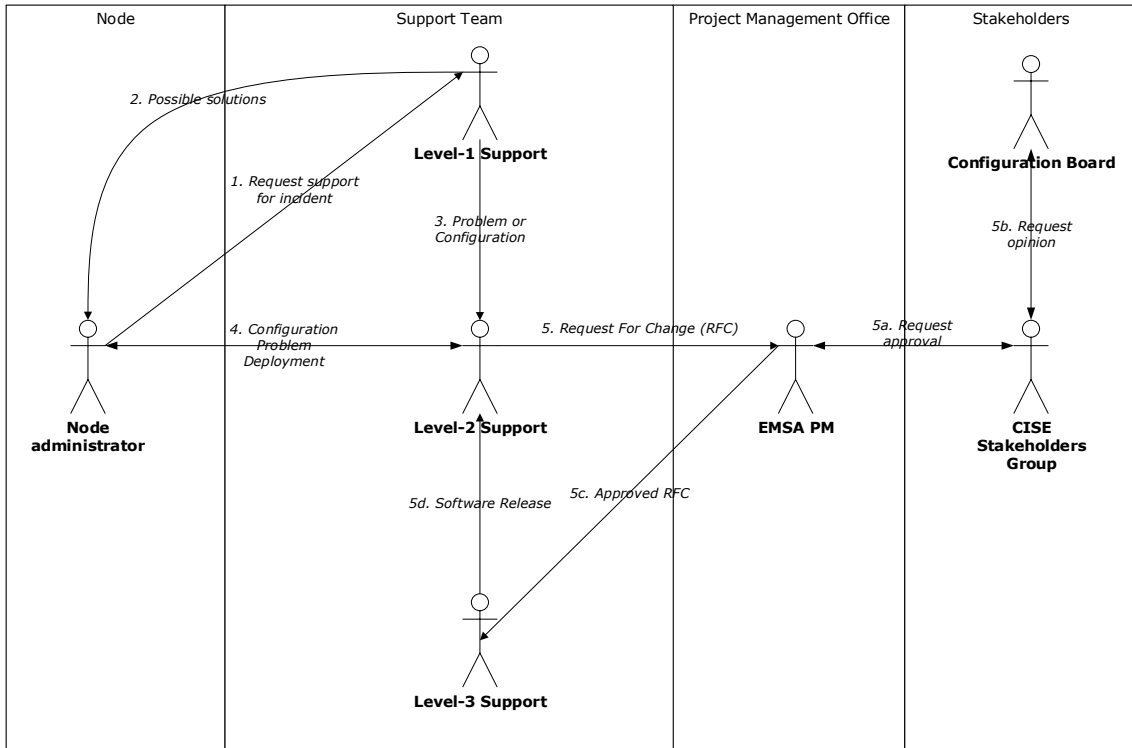 Node
Support Team
Project Management Office
Stakeholders
2. Possible solutions
Level-1 Support
Configuration Board
1. Request support
for incident
3. Problem or
Configuration
5b. Request
opinion
4. Configuration
Problem
Deployment
5. Request For Change (RFC)
5a. Request
approval
Node
administrator
Level-2 Support
EMSA PM
CISE
Stakeholders
Group
5d. Software Release
5c. Approved RFC
Level-3 Support